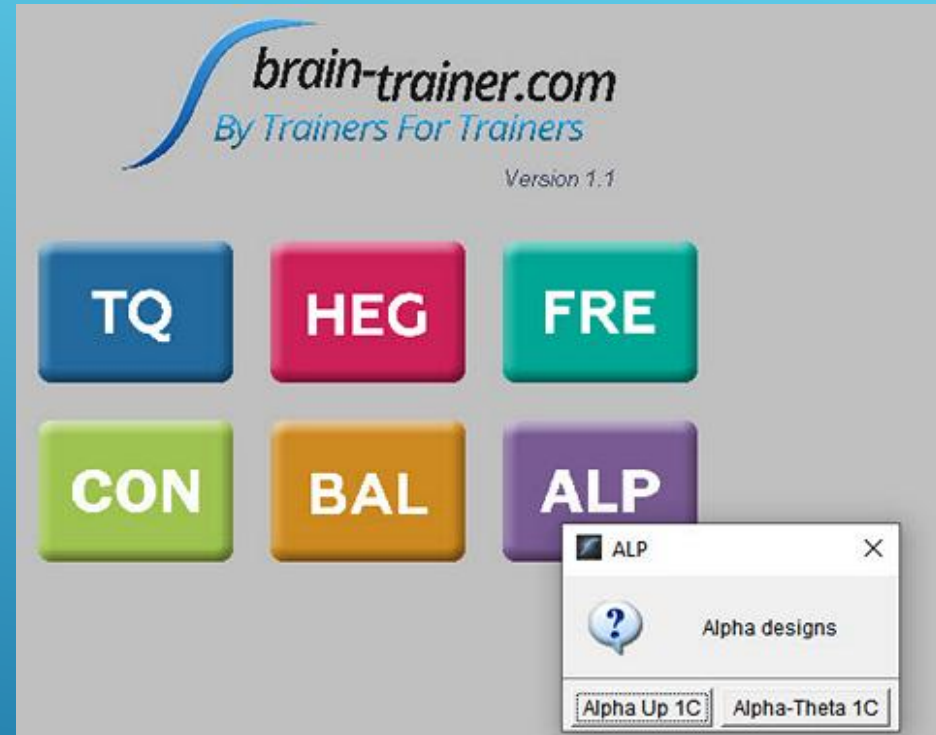 brain-trainer.com
By Trainers For Trainers
Version 1.1
TQ HEG FRE
CON BAL ALP
ALP
Alpha designs
Alpha Up 1C Alpha-Theta 1C